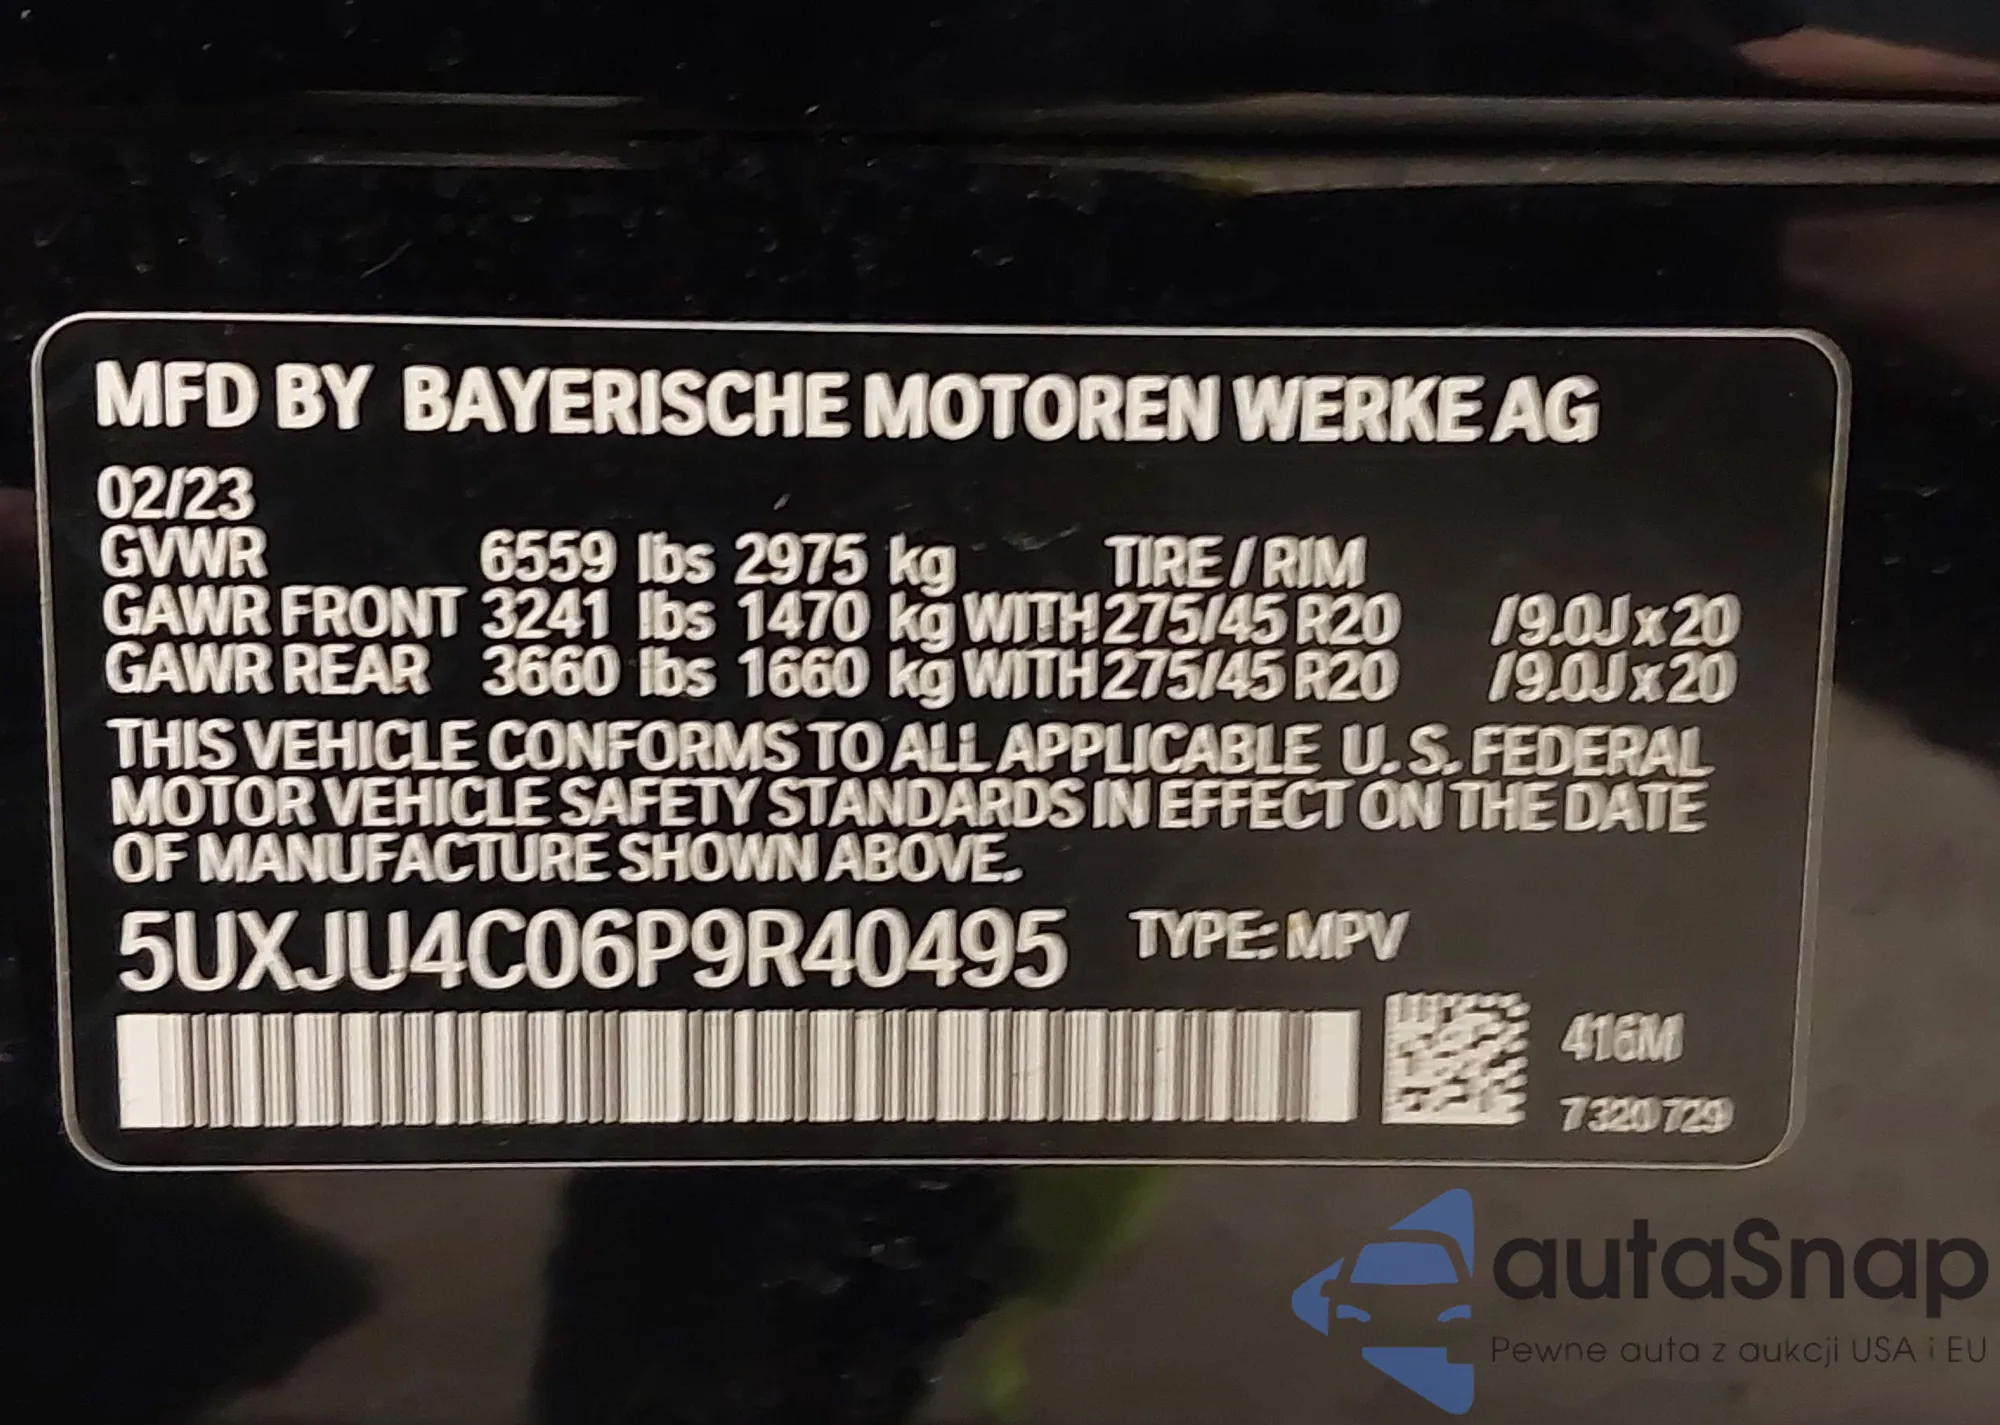 MFD BY BAYERISCHE MOTOREN WERKE AG
02/23
GVWR 6559 lbs 2975 kg TIRE / RIM
GAWR FRONT 3241 lbs 1470 kg WITH 275/45 R20 /9.0J x 20
GAWR REAR 3660 lbs 1660 kg WITH 275/45 R20 /9.0J x 20
THIS VEHICLE CONFORMS TO ALL APPLICABLE U.S. FEDERAL
MOTOR VEHICLE SAFETY STANDARDS IN EFFECT ON THE DATE
OF MANUFACTURE SHOWN ABOVE.
5UXJU4C06P9R40495 TYPE: MPV
416M
7 320 729
autaSnap
Pewne auta z aukcji USA i EU